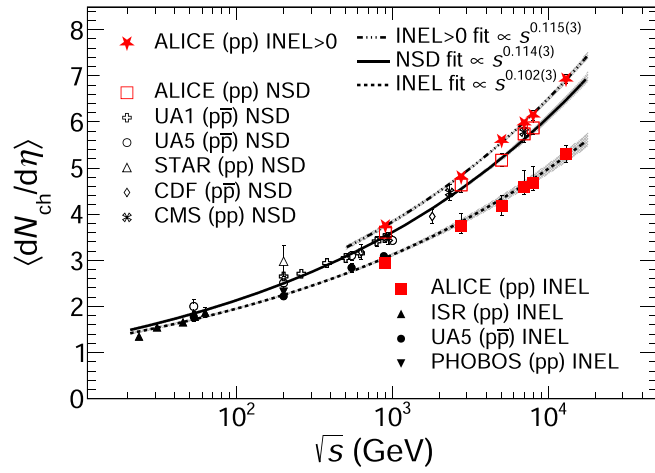 ALICE (pp) INEL>0
ALICE (pp) NSD
UA1 (pp̅) NSD
UA5 (pp̅) NSD
STAR (pp) NSD
CDF (pp̅) NSD
CMS (pp) NSD
INEL>0 fit ∝ s^0.115(3)
NSD fit ∝ s^0.114(3)
INEL fit ∝ s^0.102(3)
ALICE (pp) INEL
ISR (pp) INEL
UA5 (pp̅) INEL
PHOBOS (pp) INEL
⟨dN_ch/dη⟩
8
7
6
5
4
3
2
1
0
10^2 10^3 10^4
√s (GeV)